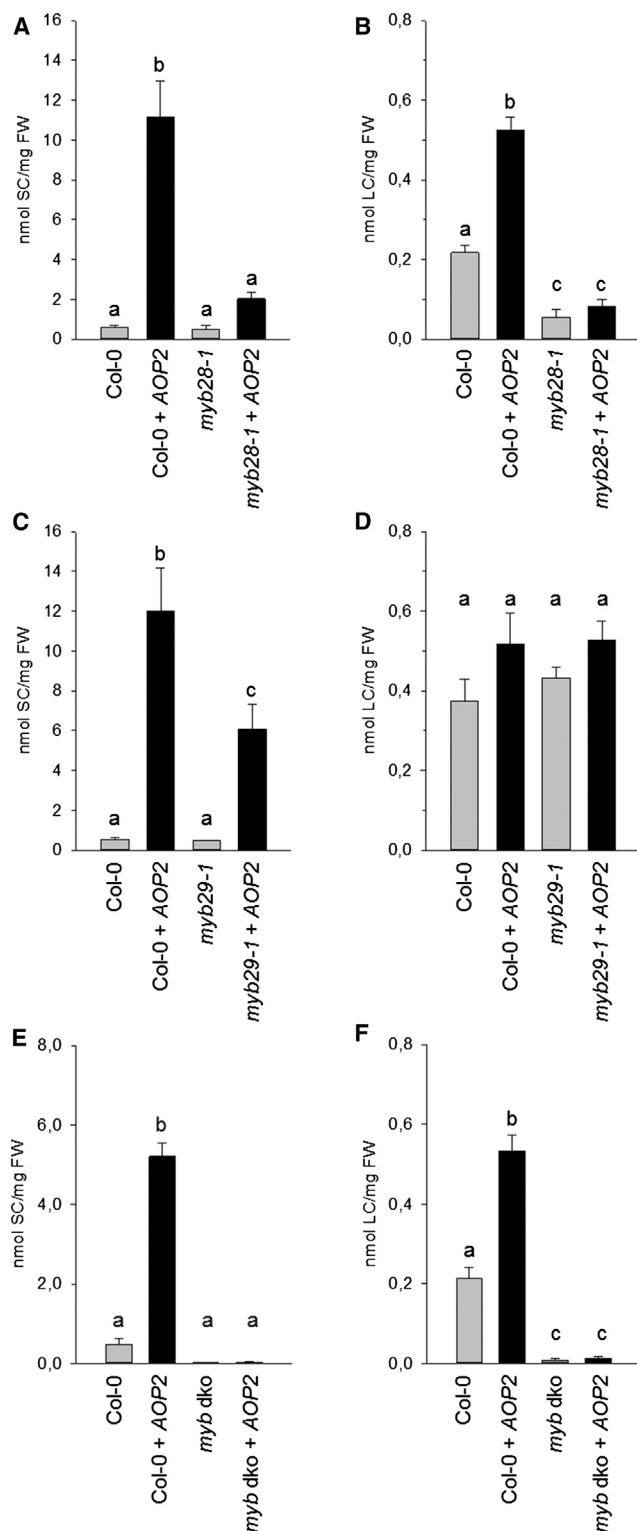 A
nmol SC/mg FW
16
14
12
10
8
6
4
2
0
a
b
a
a
Col-0
Col-0 + AOP2
myb28-1
myb28-1 + AOP2
B
nmol LC/mg FW
0,8
0,6
0,4
0,2
0,0
a
b
c
c
Col-0
Col-0 + AOP2
myb28-1
myb28-1 + AOP2
C
nmol SC/mg FW
16
14
12
10
8
6
4
2
0
a
b
a
c
Col-0
Col-0 + AOP2
myb29-1
myb29-1 + AOP2
D
nmol LC/mg FW
0,8
0,6
0,4
0,2
0,0
a
a
a
a
Col-0
Col-0 + AOP2
myb29-1
myb29-1 + AOP2
E
nmol SC/mg FW
8,0
6,0
4,0
2,0
0,0
a
b
a
a
Col-0
Col-0 + AOP2
myb dko
myb dko + AOP2
F
nmol LC/mg FW
0,8
0,6
0,4
0,2
0,0
a
b
c
c
Col-0
Col-0 + AOP2
myb dko
myb dko + AOP2